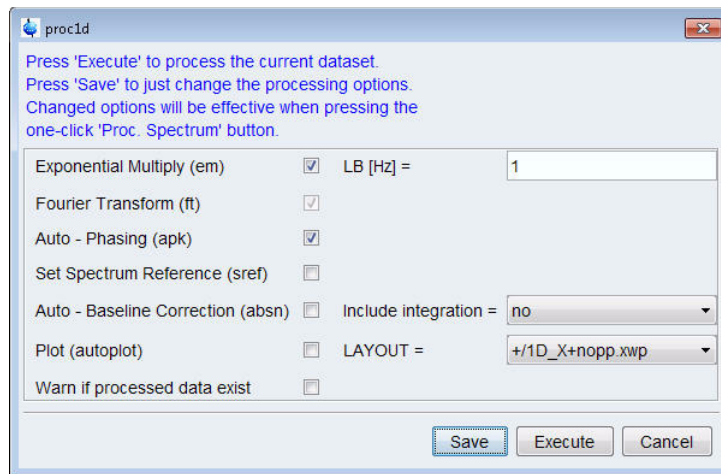 proc1d
Press 'Execute' to process the current dataset.
Press 'Save' to just change the processing options.
Changed options will be effective when pressing the
one-click 'Proc. Spectrum' button.
Exponential Multiply (em) LB [Hz] = 1
Fourier Transform (ft)
Auto - Phasing (apk)
Set Spectrum Reference (sref)
Auto - Baseline Correction (absn) Include integration = no
Plot (autoplot) LAYOUT = +/1D_X+nopp.xwp
Warn if processed data exist
Save Execute Cancel